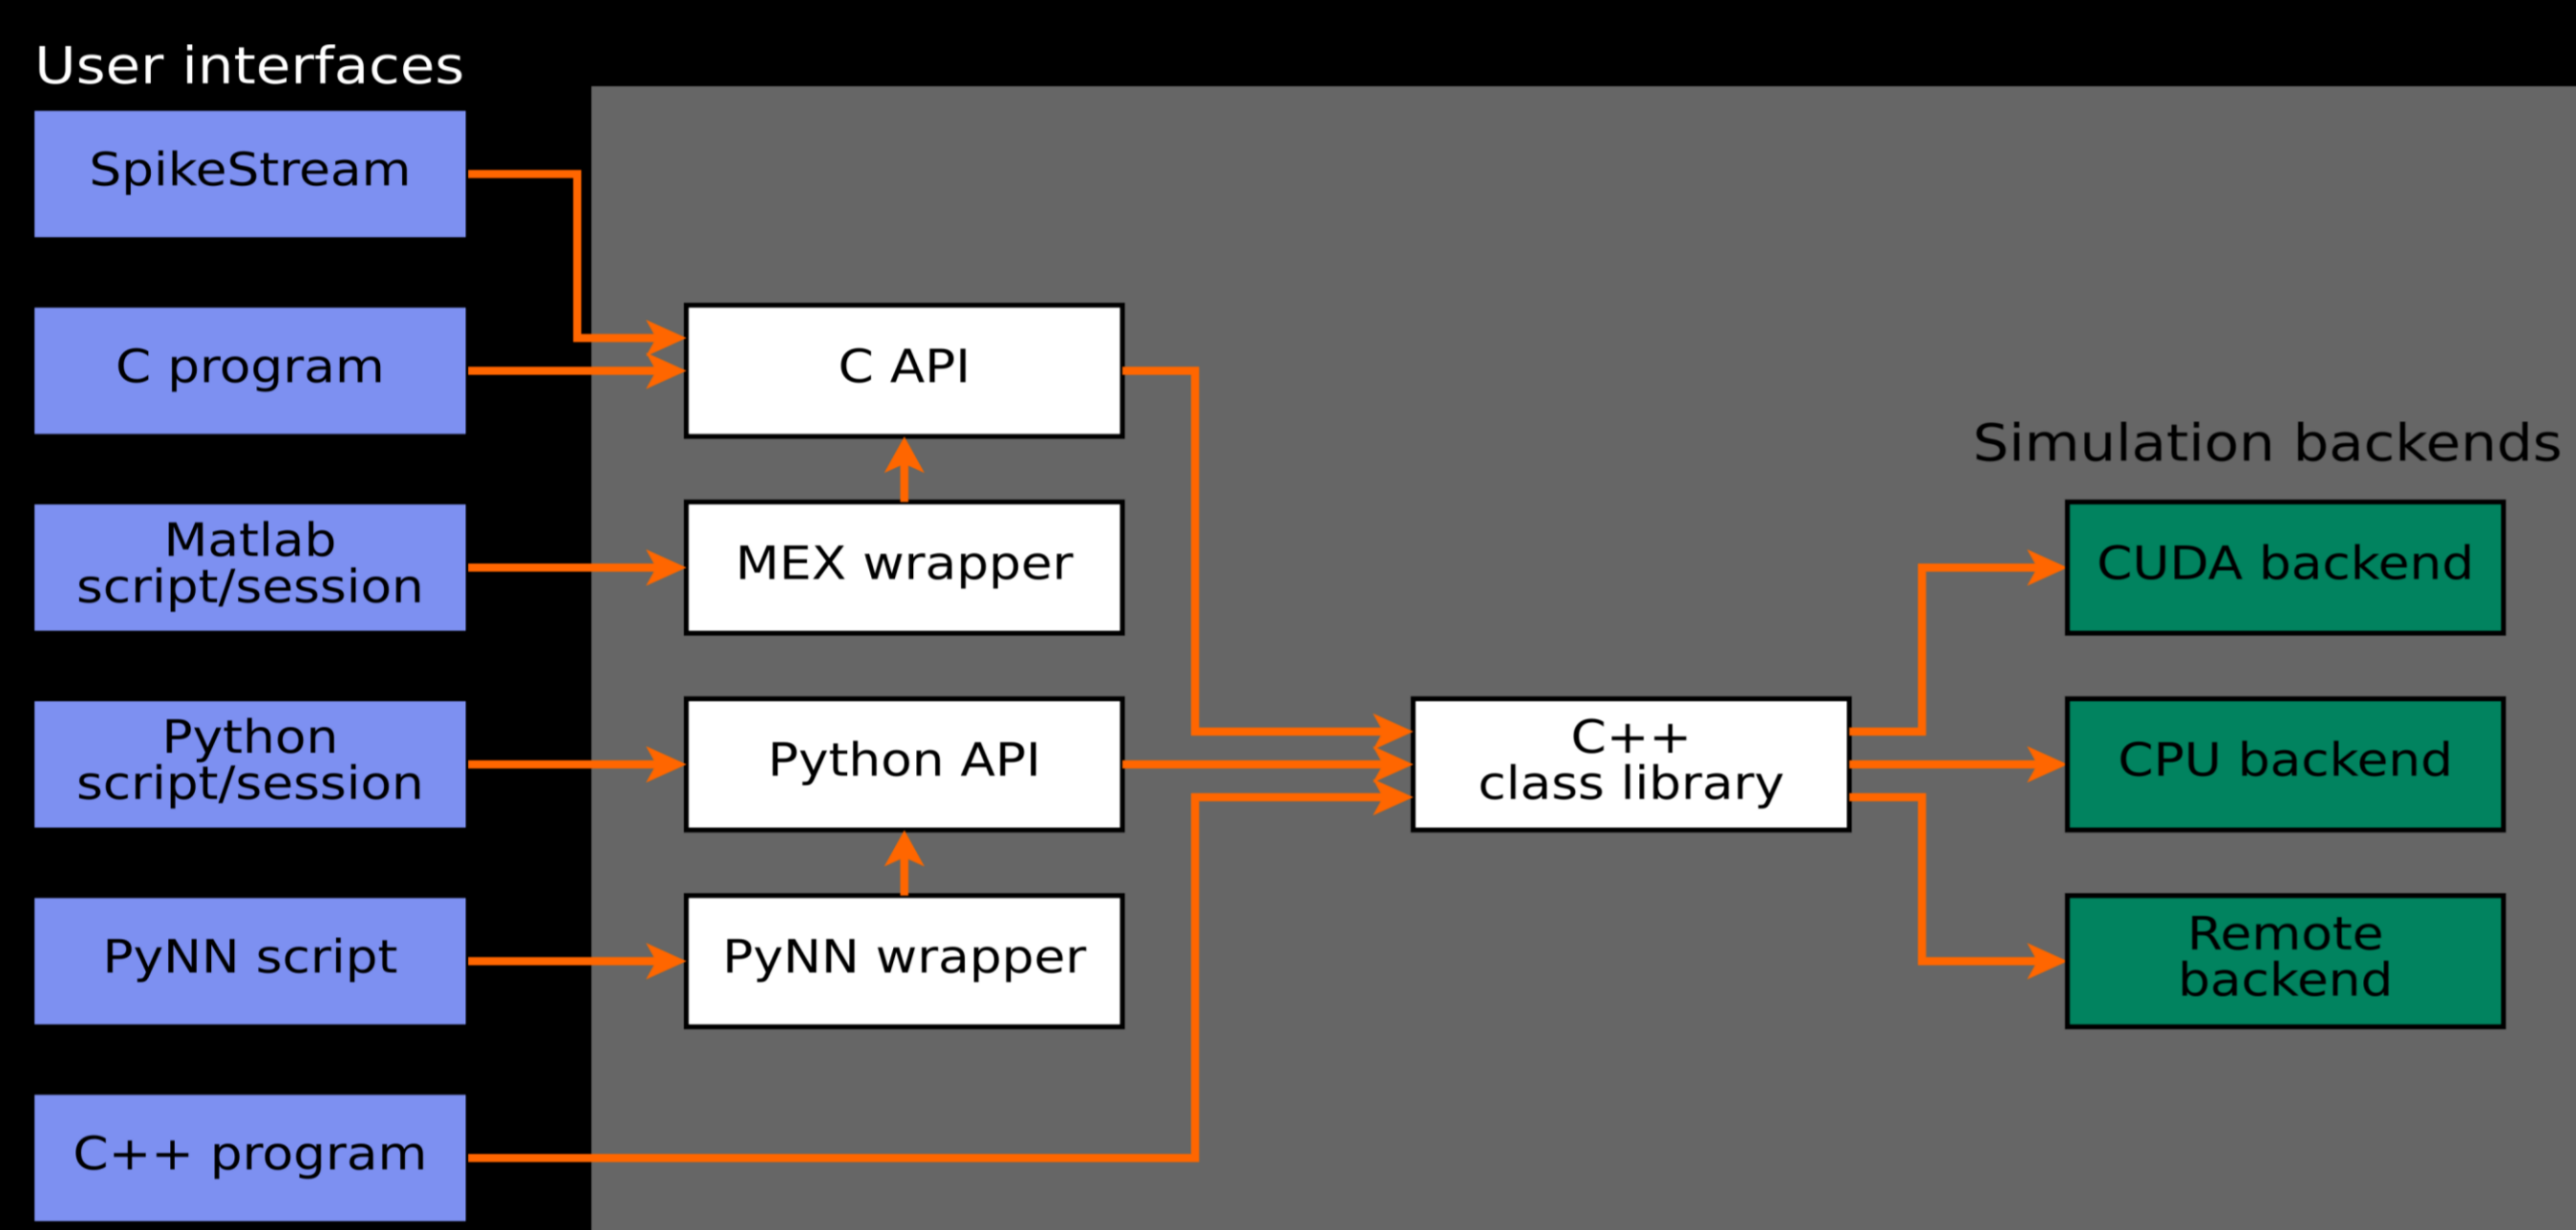 User interfaces
SpikeStream
C program
C API
Simulation backends
Matlab
script/session
MEX wrapper
CUDA backend
Python
script/session
Python API
C++
class library
CPU backend
PyNN script
PyNN wrapper
Remote
backend
C++ program